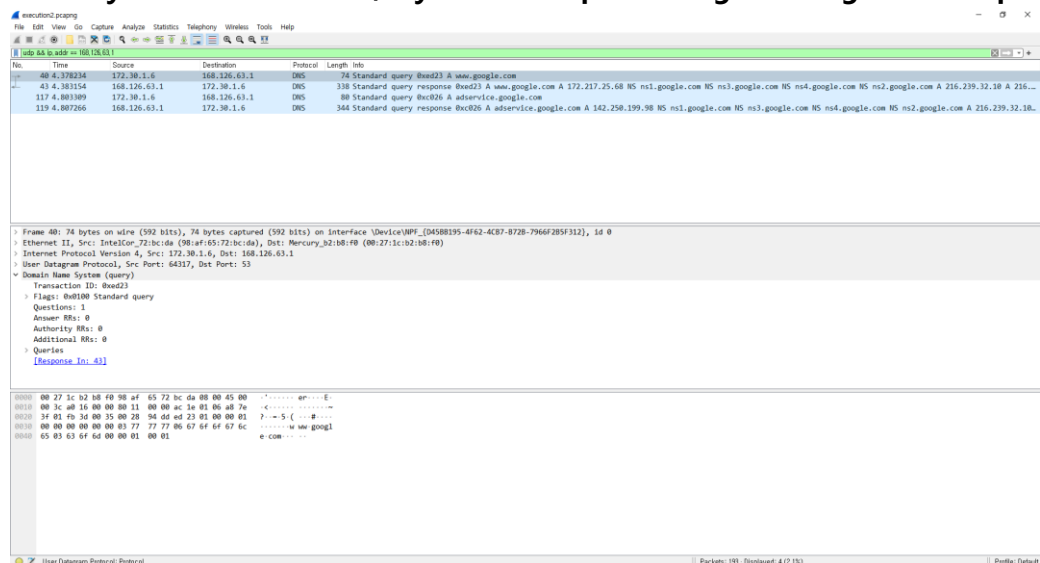 execution2.pcapng
File Edit View Go Capture Analyze Statistics Telephony Wireless Tools Help
udp && ip.addr == 168.126.63.1
No. Time Source Destination Protocol Length Info
40 4.378234 172.30.1.6 168.126.63.1 DNS 74 Standard query 0xed23 A www.google.com
43 4.383154 168.126.63.1 172.30.1.6 DNS 338 Standard query response 0xed23 A www.google.com A 172.217.25.68 NS ns1.google.com NS ns3.google.com NS ns4.google.com NS ns2.google.com A 216.239.32.10 A 216.…
117 4.803309 172.30.1.6 168.126.63.1 DNS 80 Standard query 0xc026 A adservice.google.com
119 4.807266 168.126.63.1 172.30.1.6 DNS 344 Standard query response 0xc026 A adservice.google.com A 142.250.199.98 NS ns1.google.com NS ns3.google.com NS ns4.google.com NS ns2.google.com A 216.239.32.10…
Frame 40: 74 bytes on wire (592 bits), 74 bytes captured (592 bits) on interface \Device\NPF_{D45BB195-4F62-4CB7-B72B-7966F2B5F312}, id 0
Ethernet II, Src: IntelCor_72:bc:da (98:af:65:72:bc:da), Dst: Mercury_b2:b8:f0 (00:27:1c:b2:b8:f0)
Internet Protocol Version 4, Src: 172.30.1.6, Dst: 168.126.63.1
User Datagram Protocol, Src Port: 64317, Dst Port: 53
Domain Name System (query)
Transaction ID: 0xed23
Flags: 0x0100 Standard query
Questions: 1
Answer RRs: 0
Authority RRs: 0
Additional RRs: 0
Queries
[Response In: 43]
0000 00 27 1c b2 b8 f0 98 af 65 72 bc da 08 00 45 00 ·'······ er····E·
0010 00 3c a0 16 00 00 80 11 00 00 ac 1e 01 06 a8 7e ·<······ ·······~
0020 3f 01 fb 3d 00 35 00 28 94 dd ed 23 01 00 00 01 ?··=·5·( ···#····
0030 00 00 00 00 00 00 03 77 77 77 06 67 6f 6f 67 6c ·······w ww·googl
0040 65 03 63 6f 6d 00 00 01 00 01 e·com··· ··
User Datagram Protocol: Protocol
Packets: 193 · Displayed: 4 (2.1%)
Profile: Default